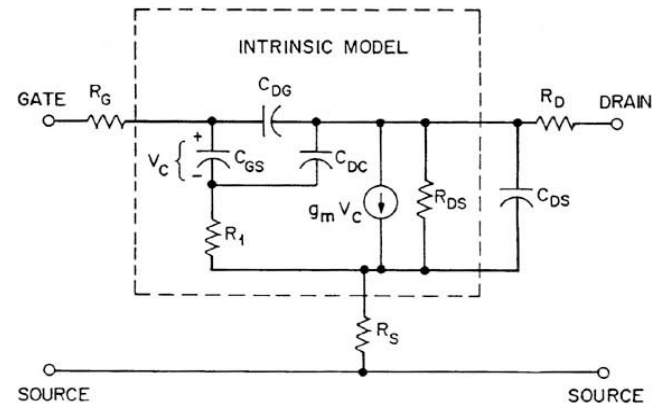 INTRINSIC MODEL
GATE
R_G
C_DG
R_D
DRAIN
+
V_C {
-
C_GS
C_DC
g_m V_C
R_DS
C_DS
R_1
R_S
SOURCE
SOURCE